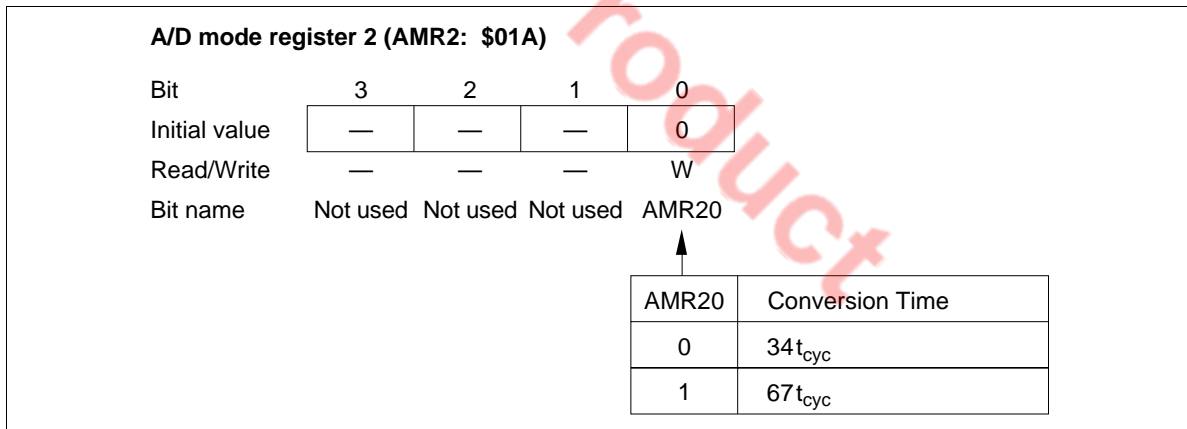 A/D mode register 2 (AMR2: $01A)
Bit 3 2 1 0
Initial value — — — 0
Read/Write — — — W
Bit name Not used Not used Not used AMR20
AMR20 Conversion Time
0 34tcyc
1 67tcyc
roduct